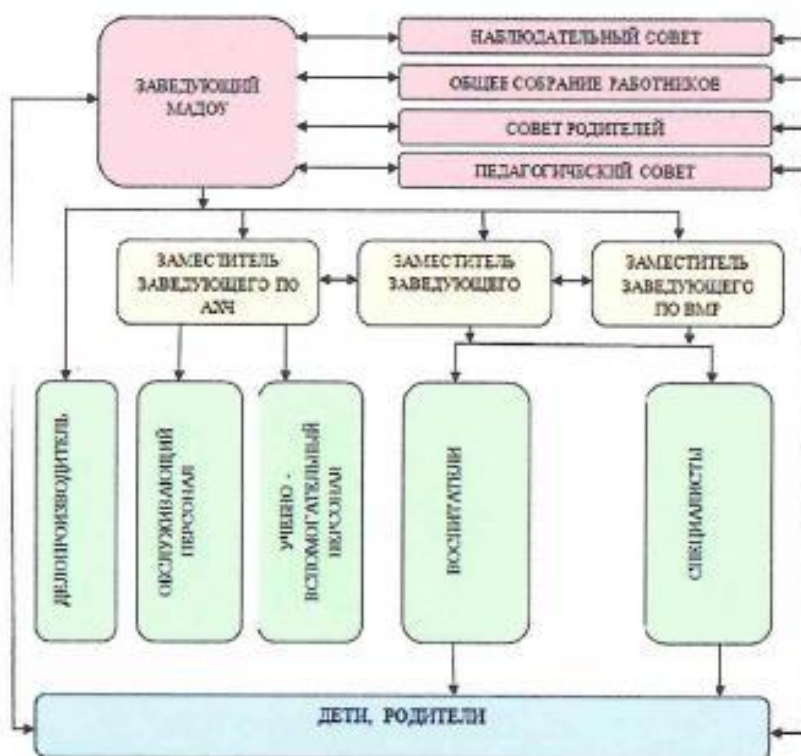 ЗАВЕДУЮЩИЙ
МАДОУ
НАБЛЮДАТЕЛЬНЫЙ СОВЕТ
ОБЩЕЕ СОБРАНИЕ РАБОТНИКОВ
СОВЕТ РОДИТЕЛЕЙ
ПЕДАГОГИЧЕСКИЙ СОВЕТ
ЗАМЕСТИТЕЛЬ
ЗАВЕДУЮЩЕГО ПО
АХЧ
ЗАМЕСТИТЕЛЬ
ЗАВЕДУЮЩЕГО
ЗАМЕСТИТЕЛЬ
ЗАВЕДУЮЩЕГО
ПО ВМР
ДЕЛОПРОИЗВОДИТЕЛЬ
ОБСЛУЖИВАЮЩИЙ
ПЕРСОНАЛ
УЧЕБНО -
ВСПОМОГАТЕЛЬНЫЙ
ПЕРСОНАЛ
ВОСПИТАТЕЛИ
СПЕЦИАЛИСТЫ
ДЕТИ, РОДИТЕЛИ